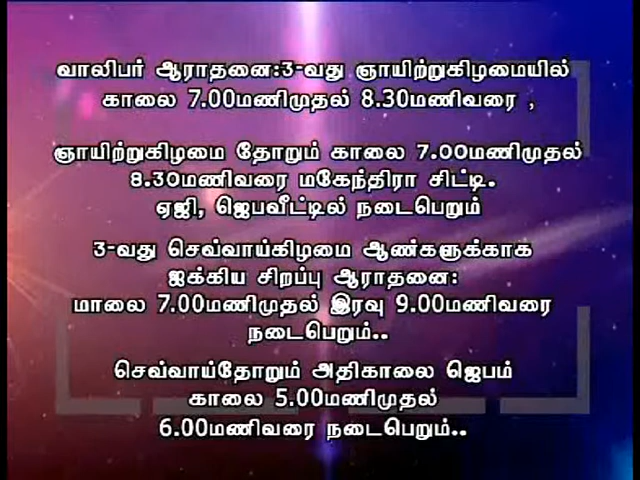 வாலிபர் ஆராதனை:3-வது ஞாயிற்றுகிழமையில்
காலை 7.00மணிமுதல் 8.30மணிவரை ,
ஞாயிற்றுகிழமை தோறும் காலை 7.00மணிமுதல்
8.30மணிவரை மகேந்திரா சிட்டி.
ஏஜி, ஜெபவீட்டில் நடைபெறும்
3-வது செவ்வாய்கிழமை ஆண்களுக்காக
ஐக்கிய சிறப்பு ஆராதனை:
மாலை 7.00மணிமுதல் இரவு 9.00மணிவரை
நடைபெறும்..
செவ்வாய்தோறும் அதிகாலை ஜெபம்
காலை 5.00மணிமுதல்
6.00மணிவரை நடைபெறும்..